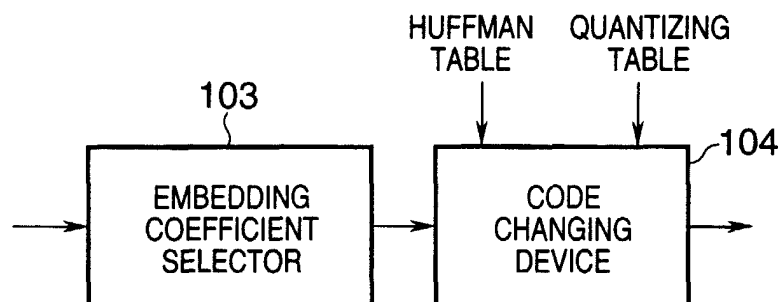 HUFFMAN TABLE
QUANTIZING TABLE
103
104
EMBEDDING
COEFFICIENT
SELECTOR
CODE
CHANGING
DEVICE